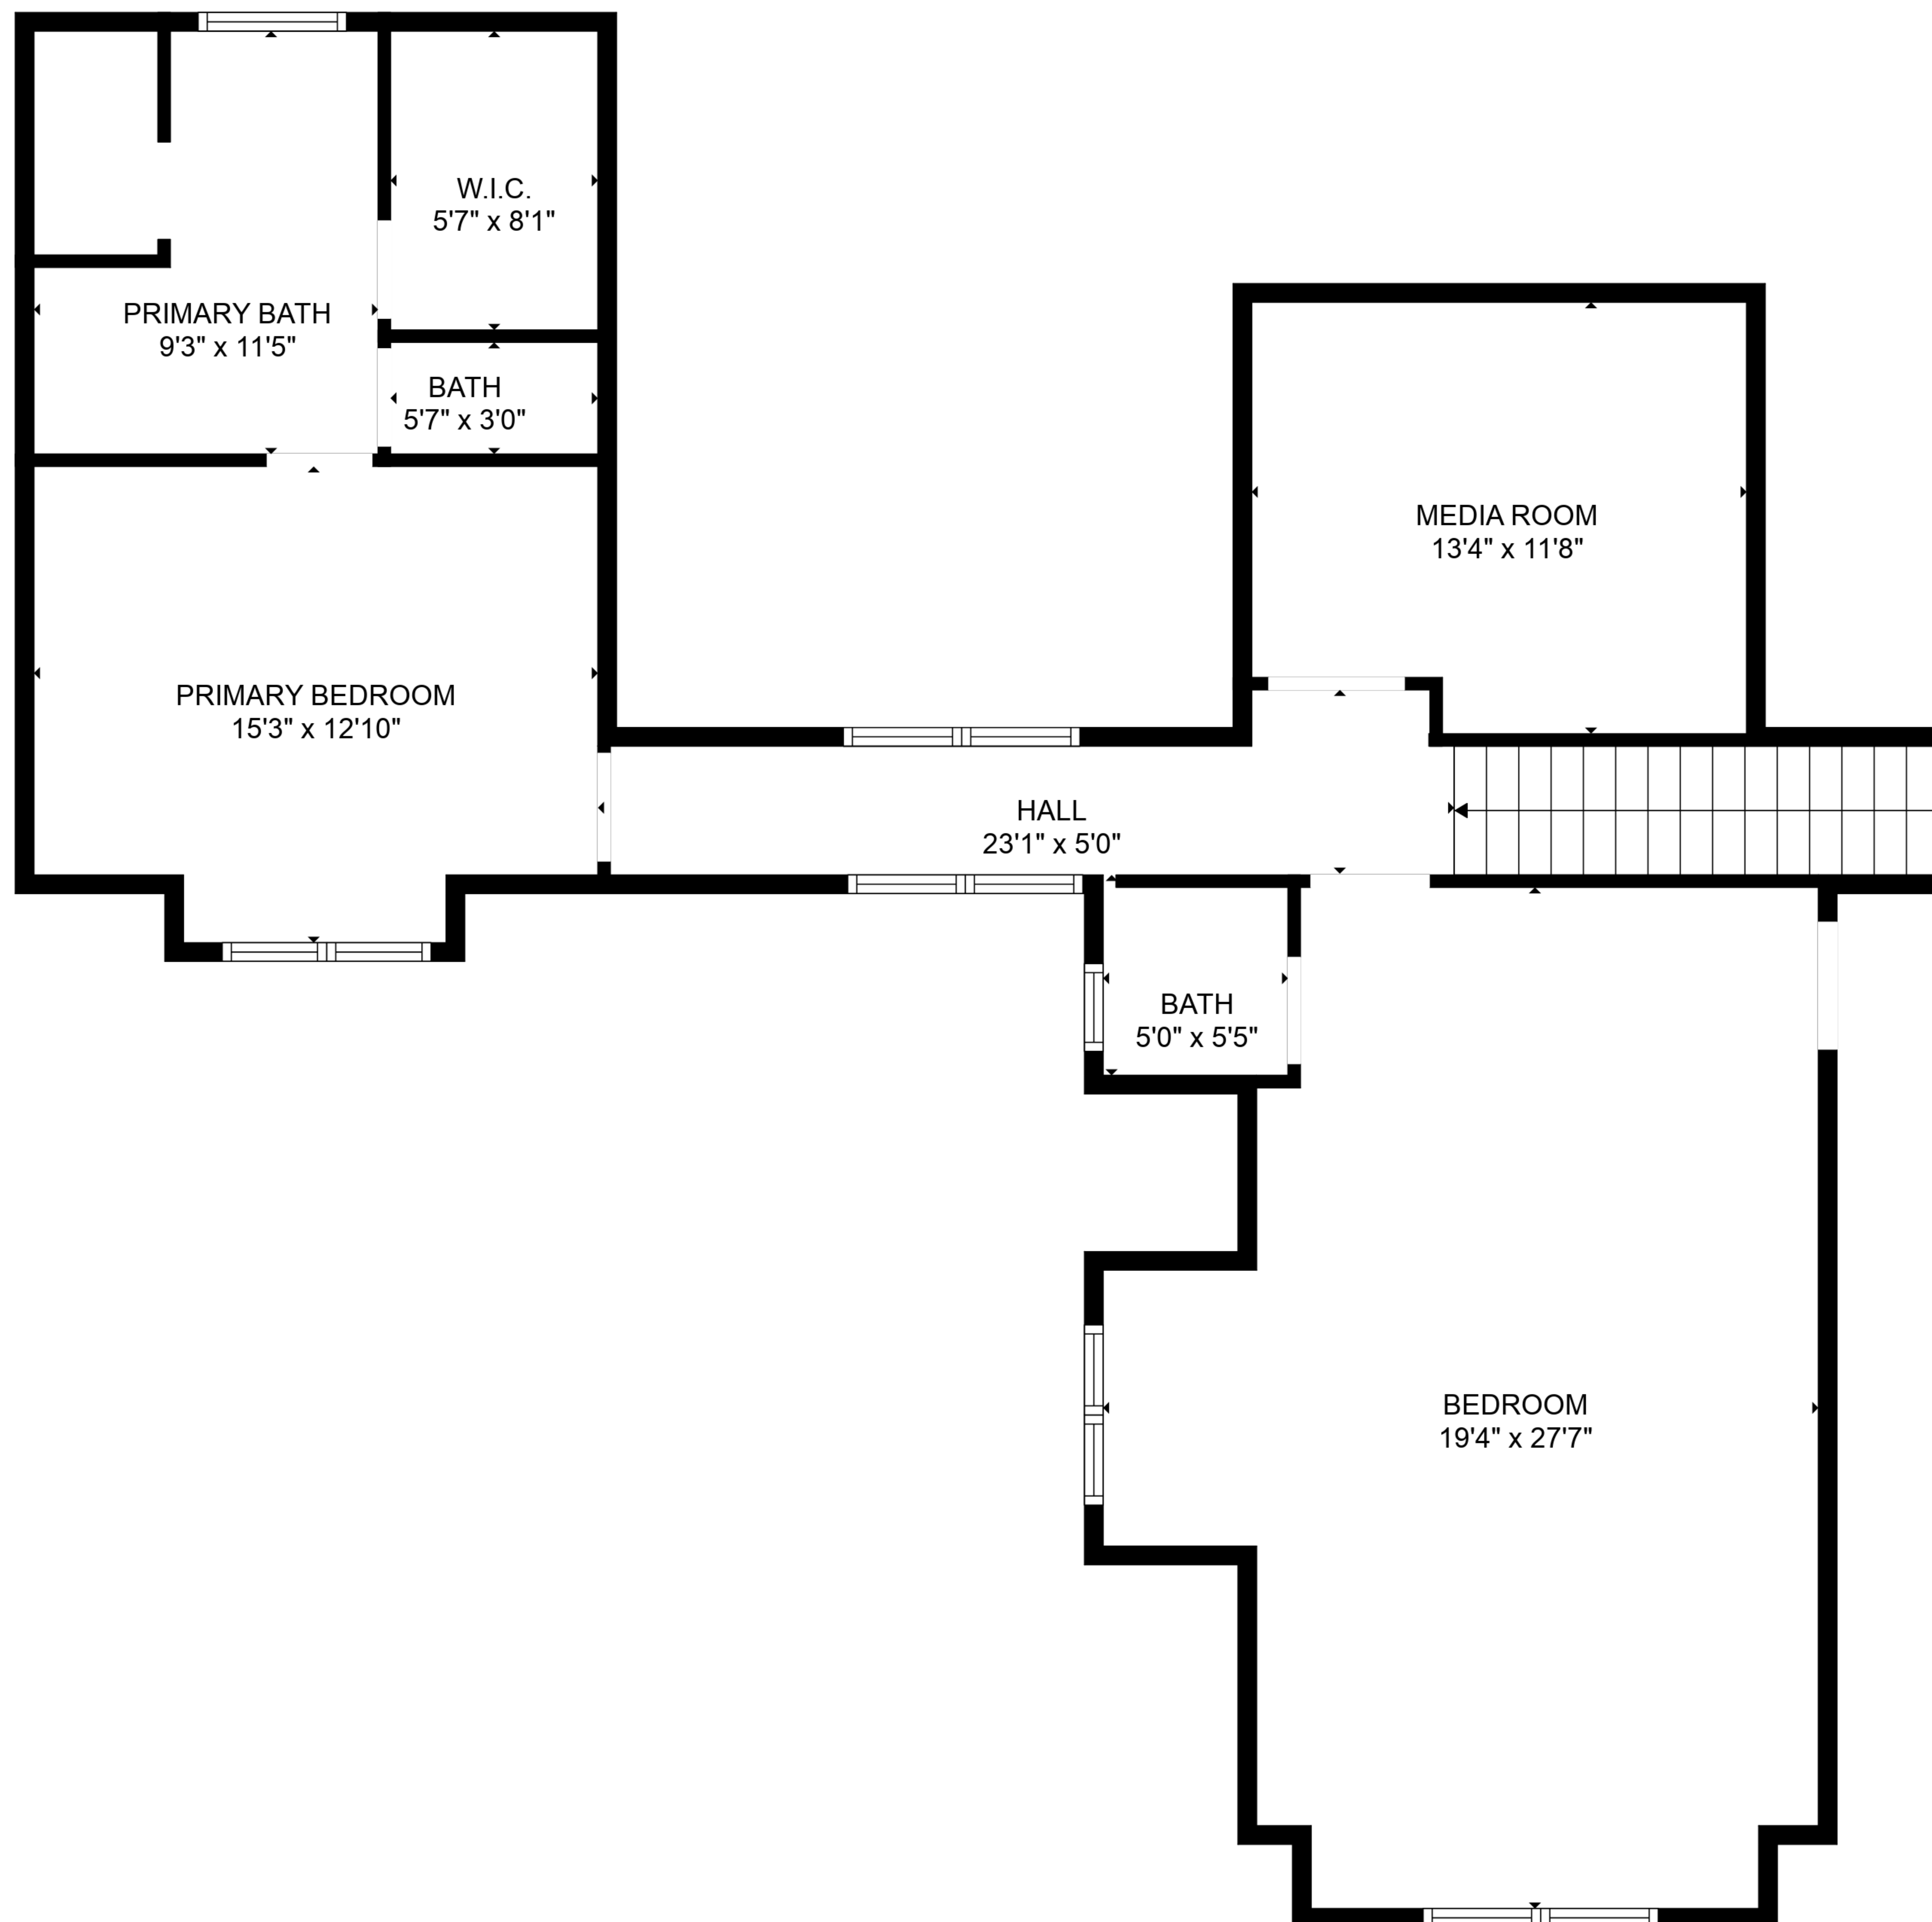 W.I.C.
5'7" x 8'1"
PRIMARY BATH
9'3" x 11'5"
BATH
5'7" x 3'0"
MEDIA ROOM
13'4" x 11'8"
PRIMARY BEDROOM
15'3" x 12'10"
HALL
23'1" x 5'0"
BATH
5'0" x 5'5"
BEDROOM
19'4" x 27'7"